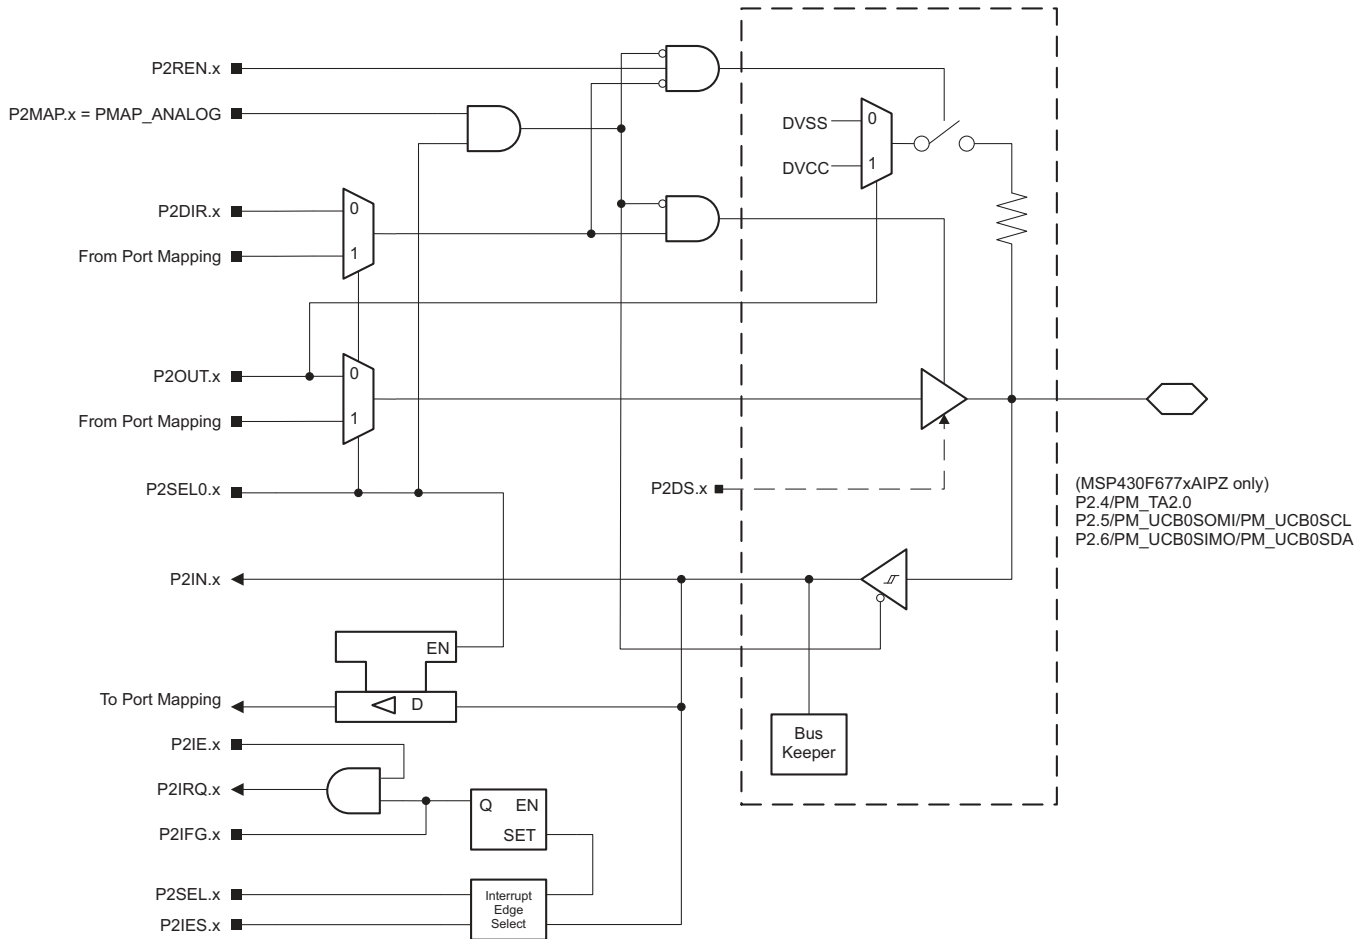 P2REN.x
P2MAP.x = PMAP_ANALOG
DVSS
0
DVCC
1
P2DIR.x
0
From Port Mapping
1
P2OUT.x
0
From Port Mapping
1
P2SEL0.x
P2DS.x
(MSP430F677xAIPZ only)
P2.4/PM_TA2.0
P2.5/PM_UCB0SOMI/PM_UCB0SCL
P2.6/PM_UCB0SIMO/PM_UCB0SDA
P2IN.x
EN
To Port Mapping
D
Bus
Keeper
P2IE.x
P2IRQ.x
Q EN
SET
P2IFG.x
P2SEL.x
Interrupt
Edge
Select
P2IES.x